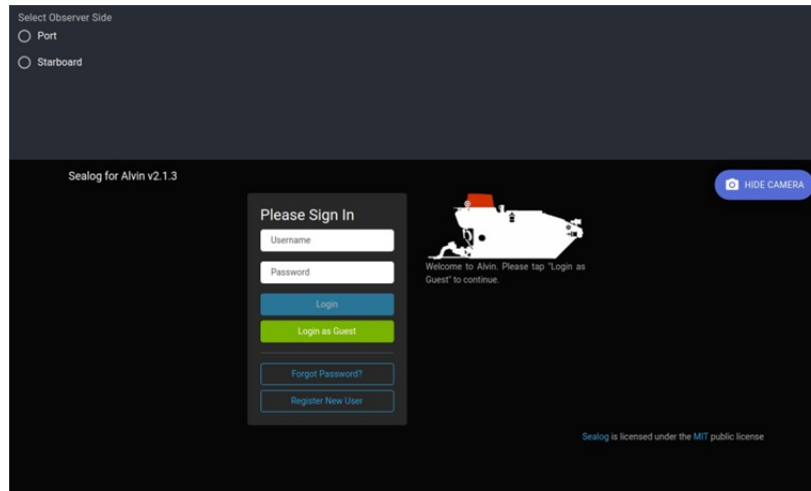 Select Observer Side
Port
Starboard
Sealog for Alvin v2.1.3
HIDE CAMERA
Please Sign In
Username
Password
Login
Login as Guest
Forgot Password?
Register New User
Welcome to Alvin. Please tap "Login as
Guest" to continue.
Sealog is licensed under the MIT public license